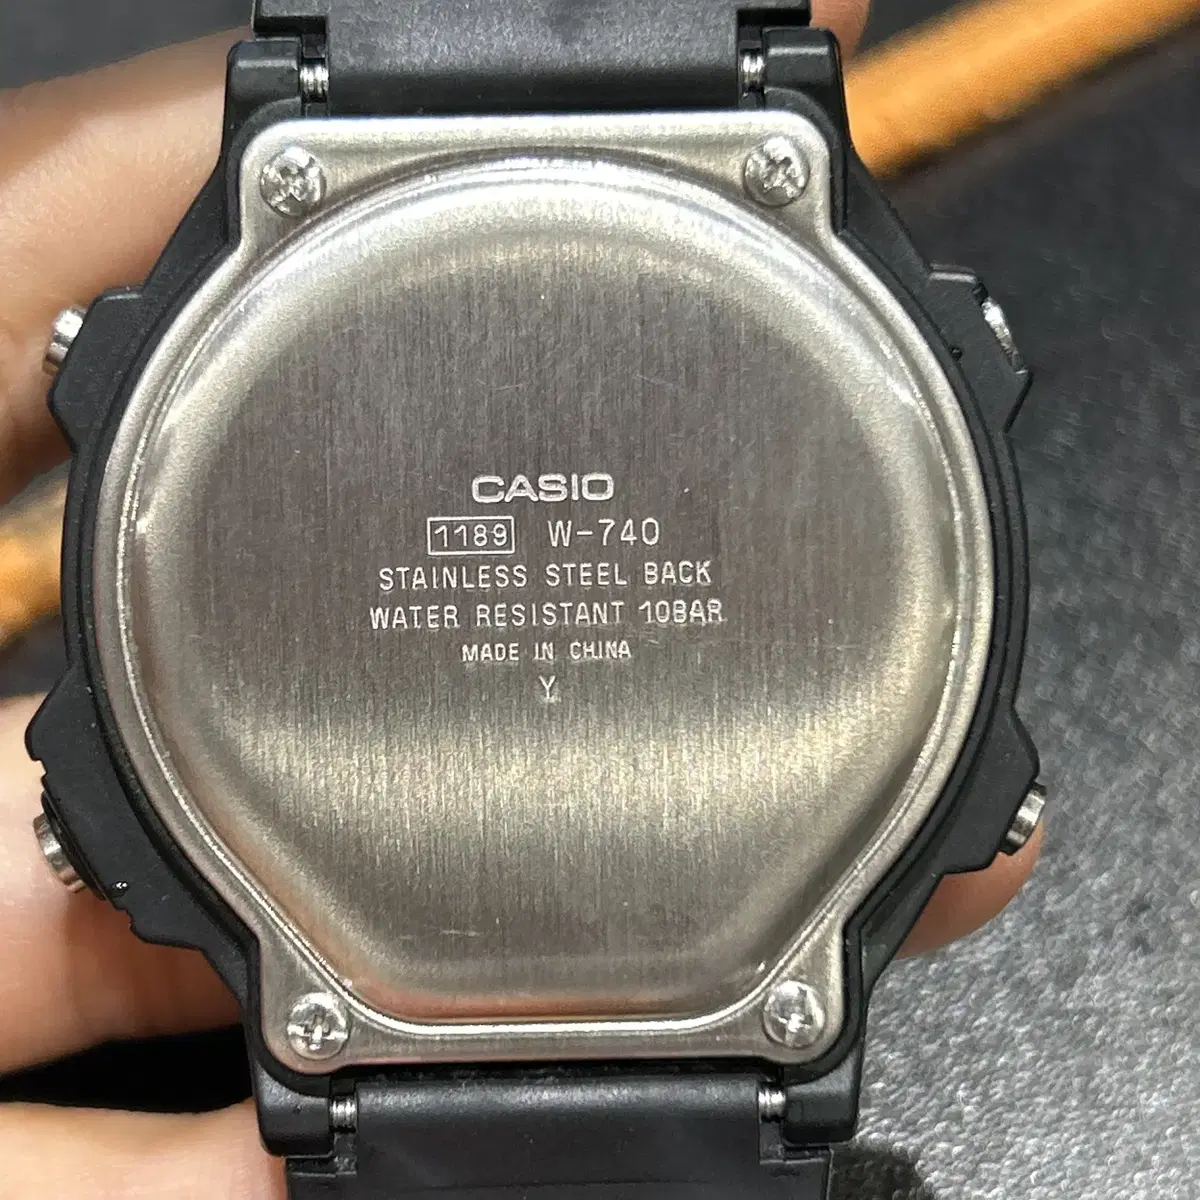 CASIO
1189 W-740
STAINLESS STEEL BACK
WATER RESISTANT 10BAR
MADE IN CHINA
Y